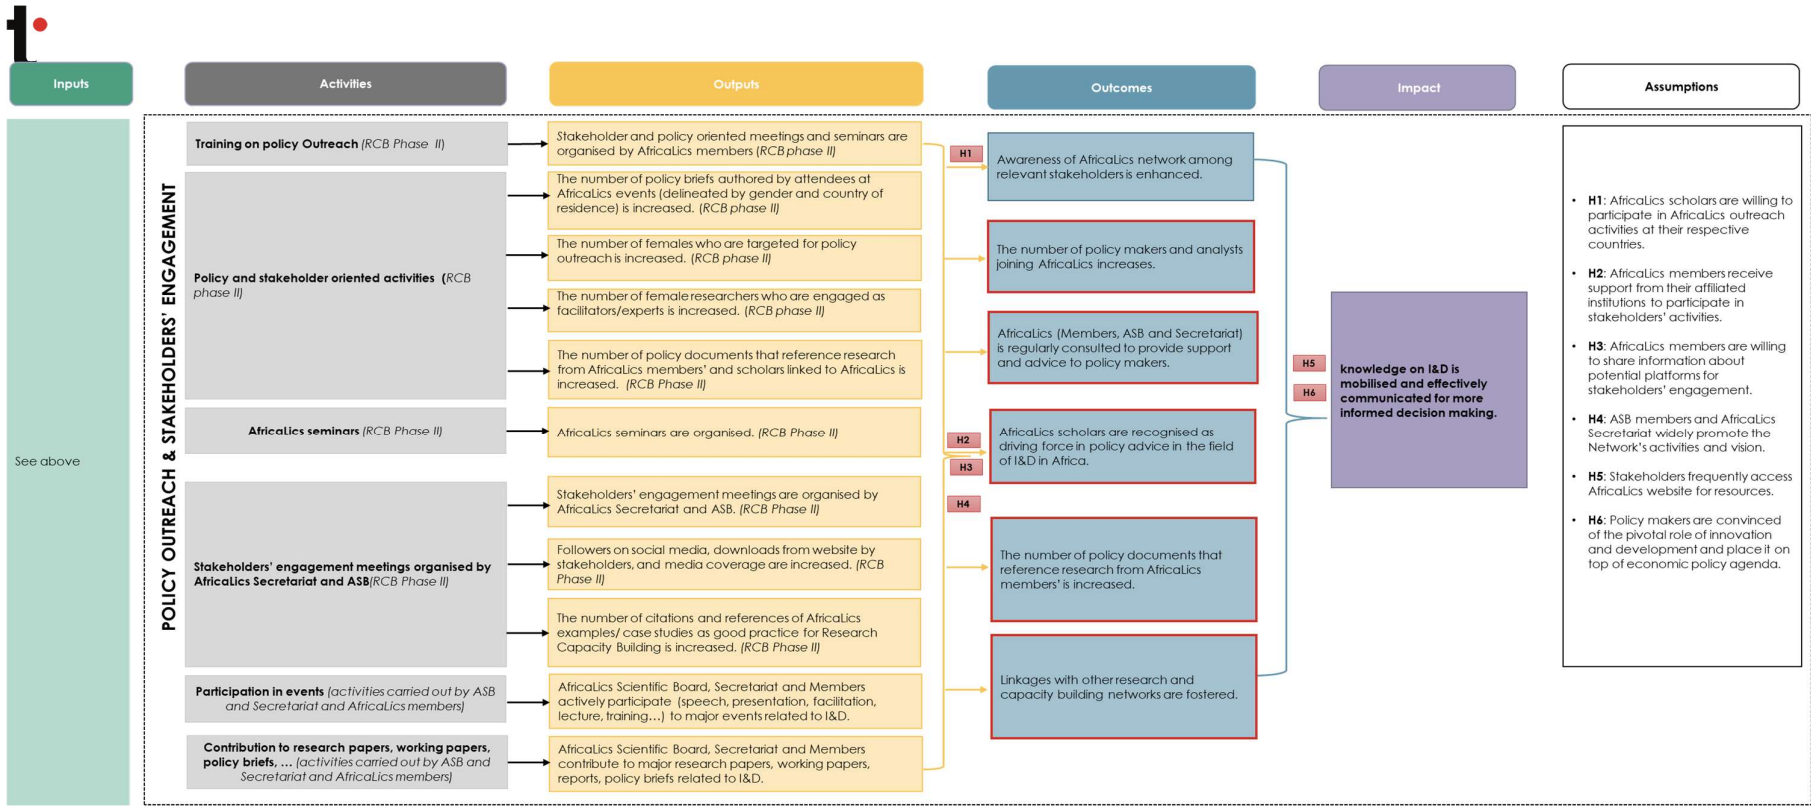 t
Inputs
Activities
Outputs
Outcomes
Impact
Assumptions
See above
POLICY OUTREACH & STAKEHOLDERS' ENGAGEMENT
Training on policy Outreach (RCB Phase II)
Policy and stakeholder oriented activities (RCB
phase II)
AfricaLics seminars (RCB Phase II)
Stakeholders' engagement meetings organised by
AfricaLics Secretariat and ASB(RCB Phase II)
Participation in events (activities carried out by ASB
and Secretariat and AfricaLics members)
Contribution to research papers, working papers,
policy briefs, ... (activities carried out by ASB and
Secretariat and AfricaLics members)
Stakeholder and policy oriented meetings and seminars are
organised by AfricaLics members (RCB phase II)
The number of policy briefs authored by attendees at
AfricaLics events (delineated by gender and country of
residence) is increased. (RCB phase II)
The number of females who are targeted for policy
outreach is increased. (RCB phase II)
The number of female researchers who are engaged as
facilitators/experts is increased. (RCB phase II)
The number of policy documents that reference research
from AfricaLics members' and scholars linked to AfricaLics is
increased. (RCB Phase II)
AfricaLics seminars are organised. (RCB Phase II)
Stakeholders' engagement meetings are organised by
AfricaLics Secretariat and ASB. (RCB Phase II)
Followers on social media, downloads from website by
stakeholders, and media coverage are increased. (RCB
Phase II)
The number of citations and references of AfricaLics
examples/ case studies as good practice for Research
Capacity Building is increased. (RCB Phase II)
AfricaLics Scientific Board, Secretariat and Members
actively participate (speech, presentation, facilitation,
lecture, training...) to major events related to I&D.
AfricaLics Scientific Board, Secretariat and Members
contribute to major research papers, working papers,
reports, policy briefs related to I&D.
H1
H2
H3
H4
Awareness of AfricaLics network among
relevant stakeholders is enhanced.
The number of policy makers and analysts
joining AfricaLics increases.
AfricaLics (Members, ASB and Secretariat)
is regularly consulted to provide support
and advice to policy makers.
AfricaLics scholars are recognised as
driving force in policy advice in the field
of I&D in Africa.
The number of policy documents that
reference research from AfricaLics
members' is increased.
Linkages with other research and
capacity building networks are fostered.
H5
H6
knowledge on I&D is
mobilised and effectively
communicated for more
informed decision making.
• H1: AfricaLics scholars are willing to
participate in AfricaLics outreach
activities at their respective
countries.
• H2: AfricaLics members receive
support from their affiliated
institutions to participate in
stakeholders' activities.
• H3: AfricaLics members are willing
to share information about
potential platforms for
stakeholders' engagement.
• H4: ASB members and AfricaLics
Secretariat widely promote the
Network's activities and vision.
• H5: Stakeholders frequently access
AfricaLics website for resources.
• H6: Policy makers are convinced
of the pivotal role of innovation
and development and place it on
top of economic policy agenda.